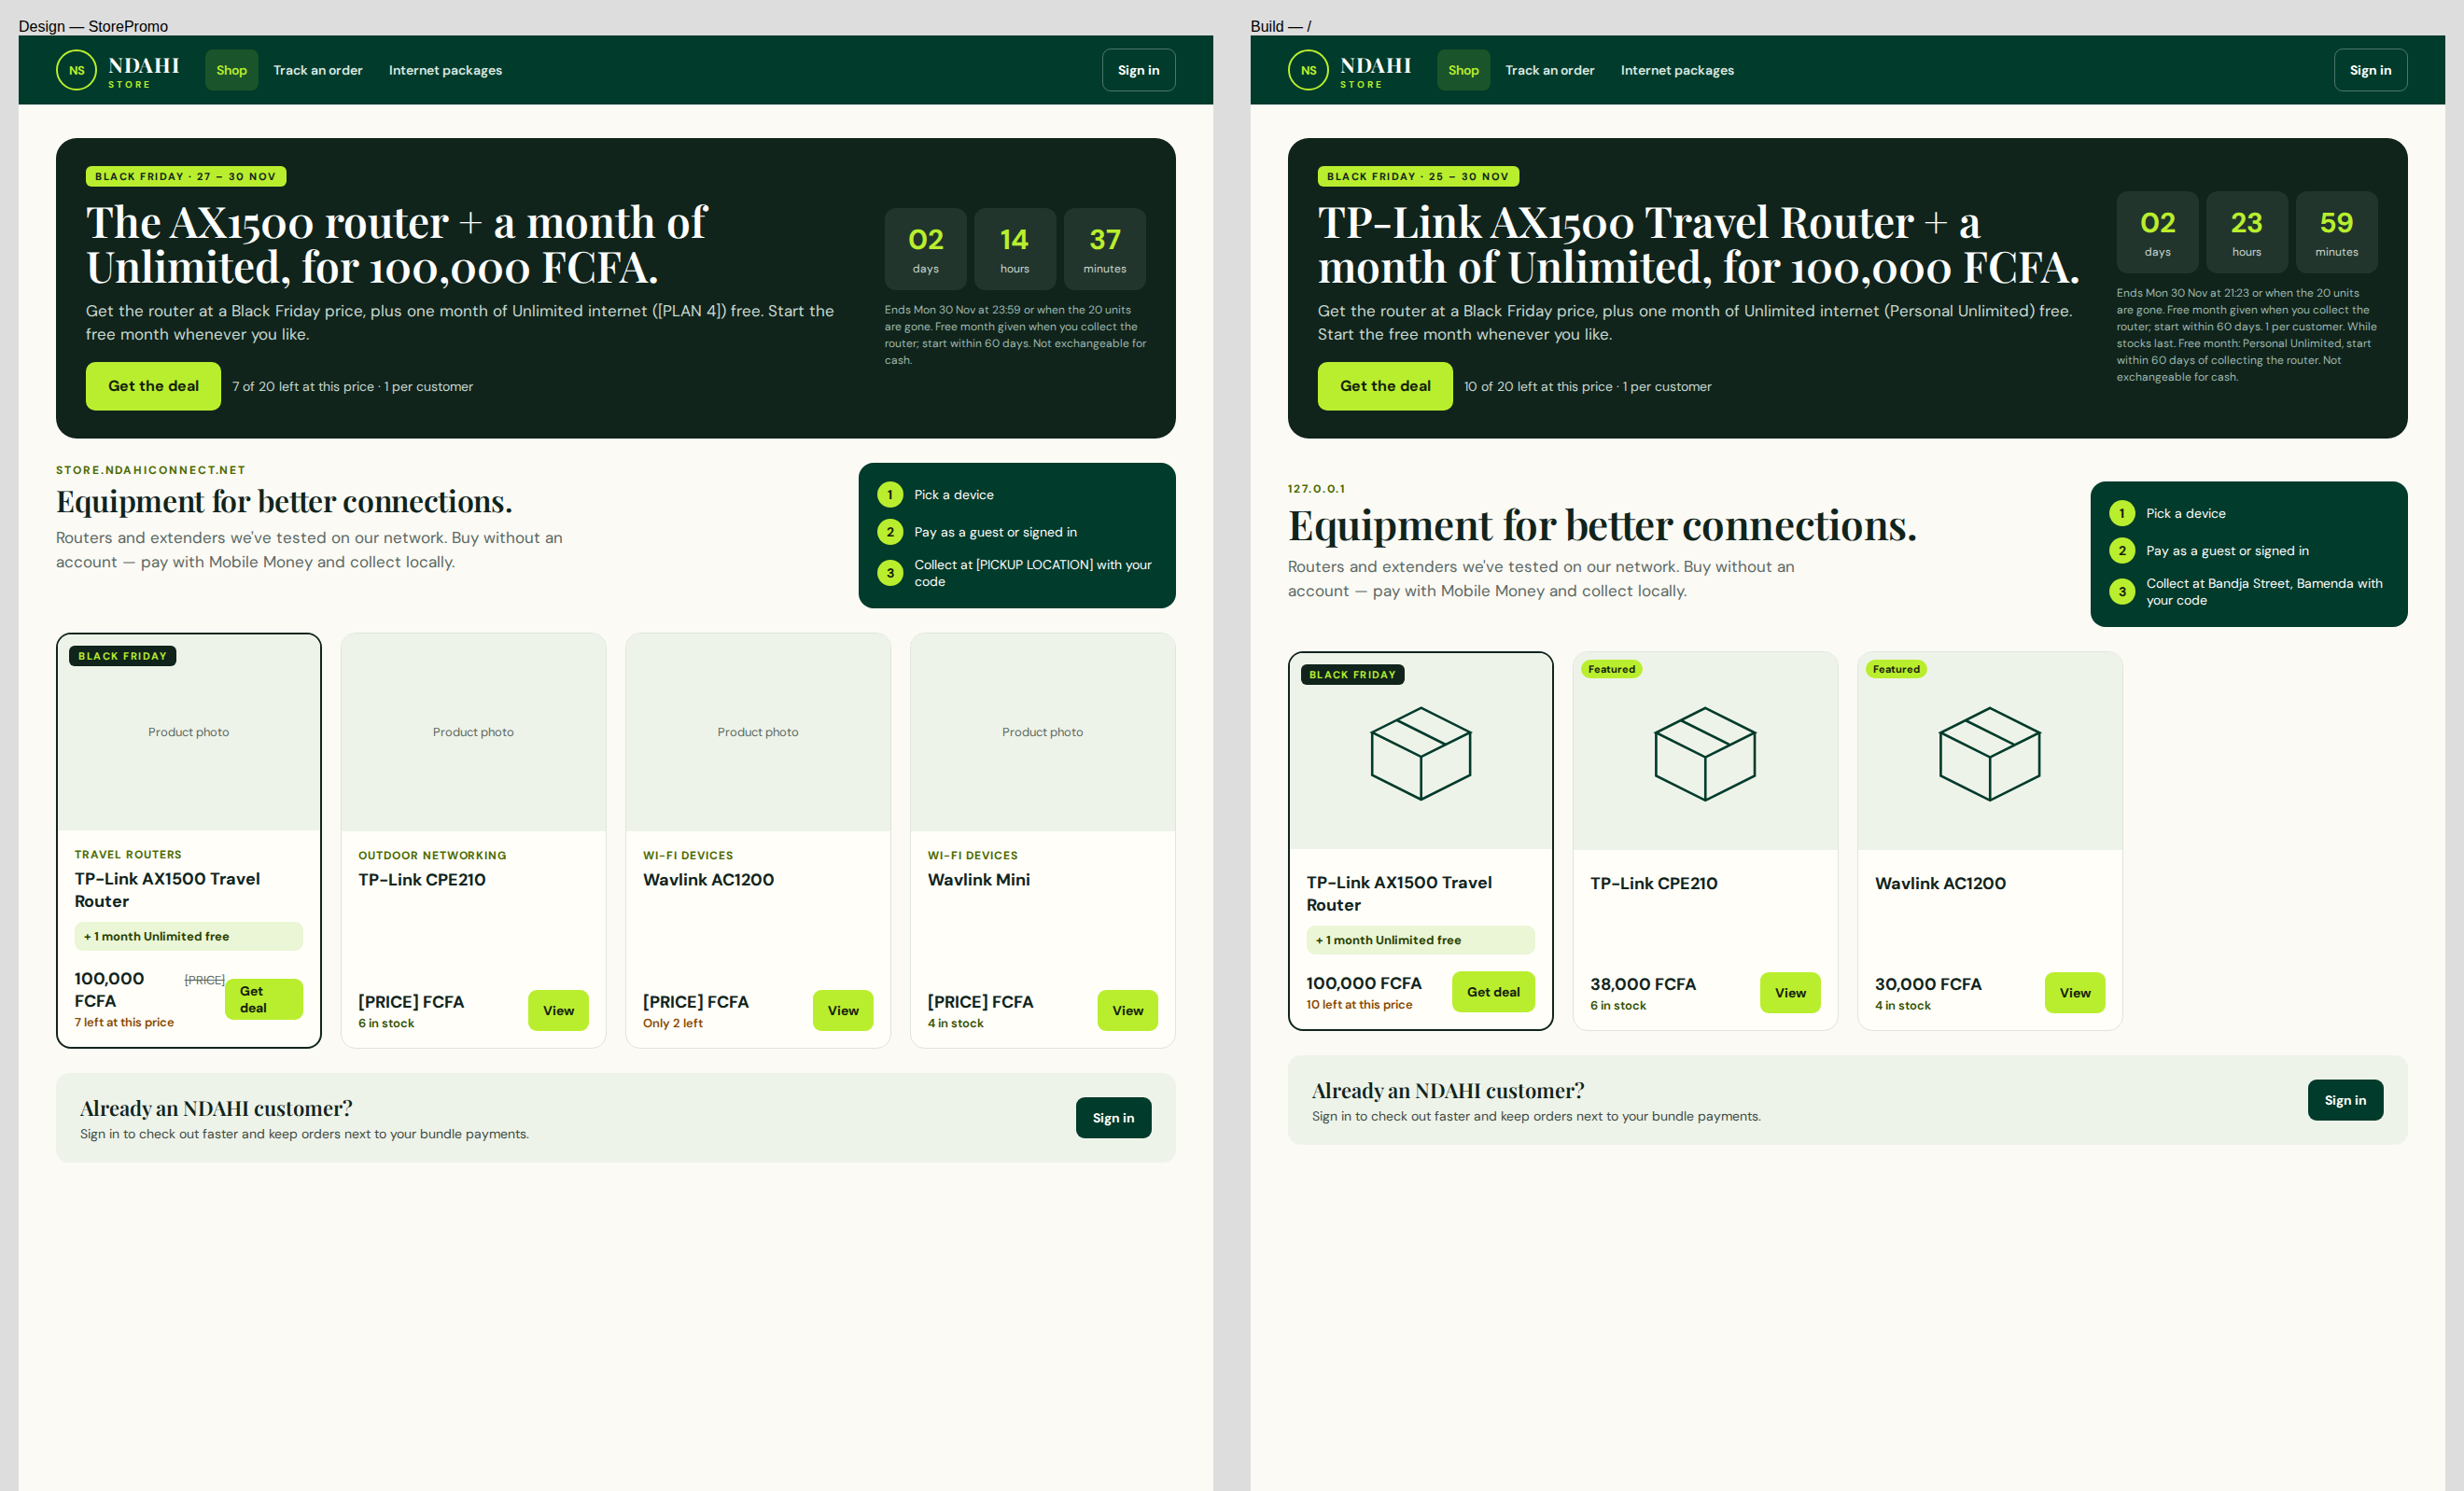 Design — StorePromo
NS
NDAHI
STORE
Shop
Track an order
Internet packages
Sign in
BLACK FRIDAY · 27 – 30 NOV
The AX1500 router + a month of
Unlimited, for 100,000 FCFA.
Get the router at a Black Friday price, plus one month of Unlimited internet ([PLAN 4]) free. Start the
free month whenever you like.
Get the deal
7 of 20 left at this price · 1 per customer
02
days
14
hours
37
minutes
Ends Mon 30 Nov at 23:59 or when the 20 units
are gone. Free month given when you collect the
router; start within 60 days. Not exchangeable for
cash.
STORE.NDAHICONNECT.NET
Equipment for better connections.
Routers and extenders we've tested on our network. Buy without an
account — pay with Mobile Money and collect locally.
1
Pick a device
2
Pay as a guest or signed in
3
Collect at [PICKUP LOCATION] with your
code
BLACK FRIDAY
Product photo
TRAVEL ROUTERS
TP-Link AX1500 Travel
Router
+ 1 month Unlimited free
100,000
FCFA
[PRICE]
7 left at this price
Get
deal
Product photo
OUTDOOR NETWORKING
TP-Link CPE210
[PRICE] FCFA
6 in stock
View
Product photo
WI-FI DEVICES
Wavlink AC1200
[PRICE] FCFA
Only 2 left
View
Product photo
WI-FI DEVICES
Wavlink Mini
[PRICE] FCFA
4 in stock
View
Already an NDAHI customer?
Sign in to check out faster and keep orders next to your bundle payments.
Sign in
Build — /
NS
NDAHI
STORE
Shop
Track an order
Internet packages
Sign in
BLACK FRIDAY · 25 – 30 NOV
TP-Link AX1500 Travel Router + a
month of Unlimited, for 100,000 FCFA.
Get the router at a Black Friday price, plus one month of Unlimited internet (Personal Unlimited) free.
Start the free month whenever you like.
Get the deal
10 of 20 left at this price · 1 per customer
02
days
23
hours
59
minutes
Ends Mon 30 Nov at 21:23 or when the 20 units
are gone. Free month given when you collect the
router; start within 60 days. 1 per customer. While
stocks last. Free month: Personal Unlimited, start
within 60 days of collecting the router. Not
exchangeable for cash.
127.0.0.1
Equipment for better connections.
Routers and extenders we've tested on our network. Buy without an
account — pay with Mobile Money and collect locally.
1
Pick a device
2
Pay as a guest or signed in
3
Collect at Bandja Street, Bamenda with
your code
BLACK FRIDAY
TP-Link AX1500 Travel
Router
+ 1 month Unlimited free
100,000 FCFA
10 left at this price
Get deal
Featured
TP-Link CPE210
38,000 FCFA
6 in stock
View
Featured
Wavlink AC1200
30,000 FCFA
4 in stock
View
Already an NDAHI customer?
Sign in to check out faster and keep orders next to your bundle payments.
Sign in